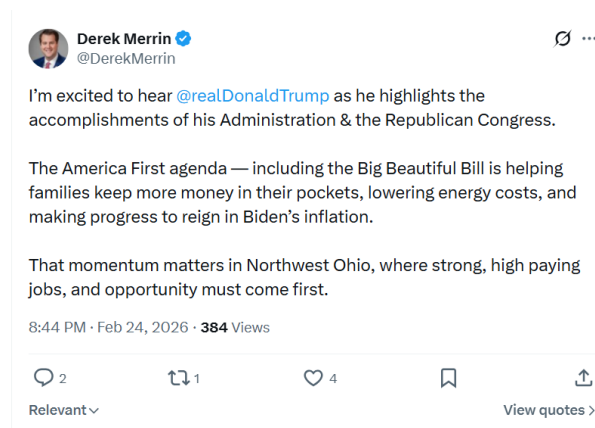 Derek Merrin
@DerekMerrin
I'm excited to hear @realDonaldTrump as he highlights the
accomplishments of his Administration & the Republican Congress.
The America First agenda — including the Big Beautiful Bill is helping
families keep more money in their pockets, lowering energy costs, and
making progress to reign in Biden's inflation.
That momentum matters in Northwest Ohio, where strong, high paying
jobs, and opportunity must come first.
8:44 PM · Feb 24, 2026 · 384 Views
2 1 4
Relevant View quotes